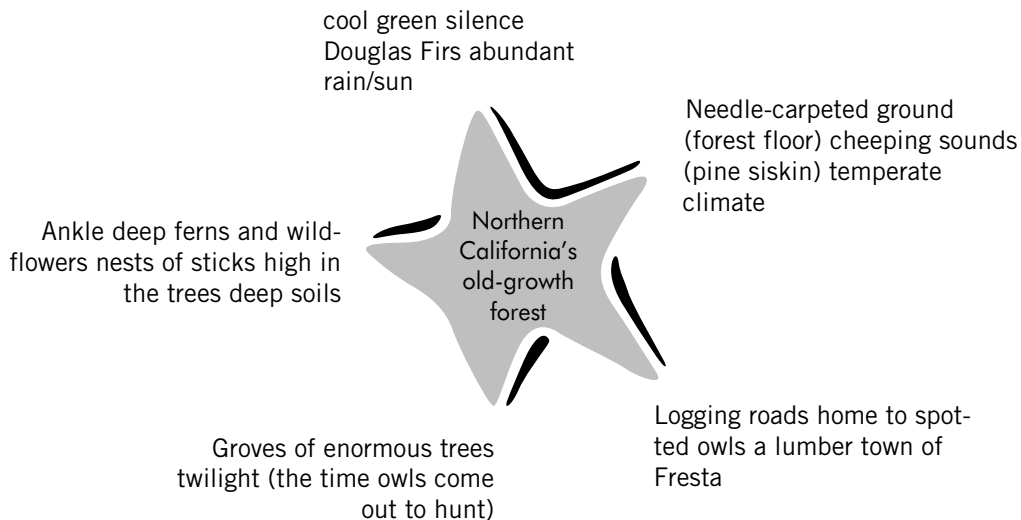 cool green silence
Douglas Firs abundant
rain/sun
Needle-carpeted ground
(forest floor) cheeping sounds
(pine siskin) temperate
climate
Northern
California's
old-growth
forest
Ankle deep ferns and wild-
flowers nests of sticks high in
the trees deep soils
Logging roads home to spot-
ted owls a lumber town of
Fresta
Groves of enormous trees
twilight (the time owls come
out to hunt)